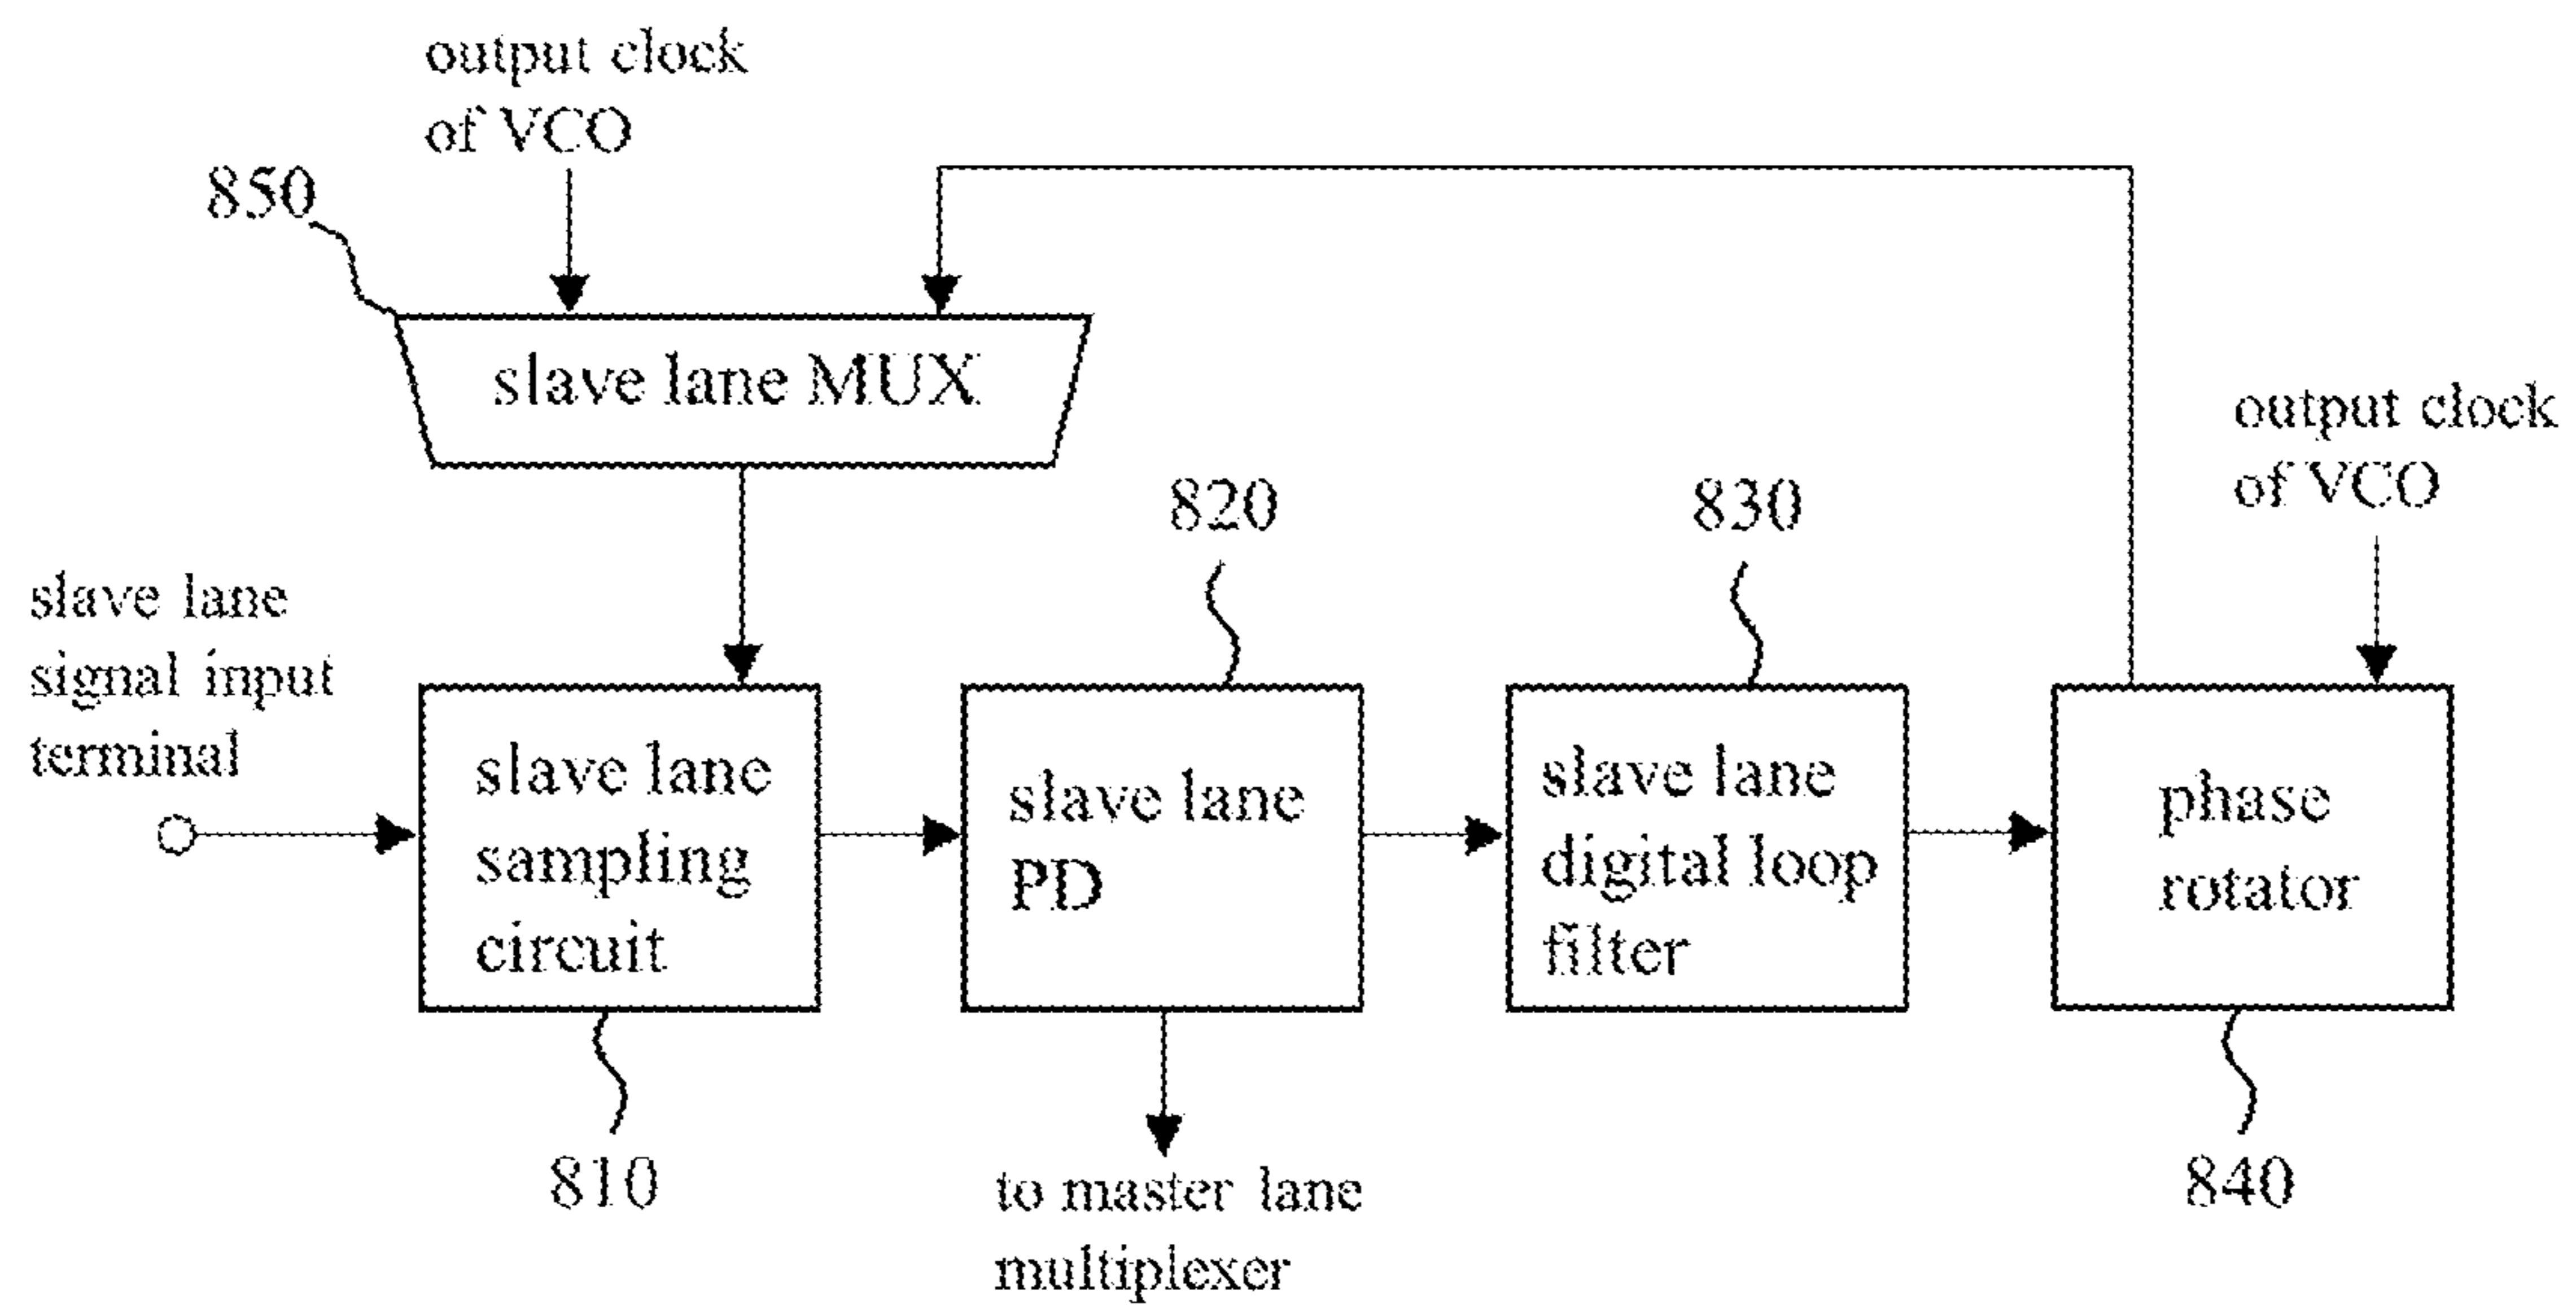 output clock
of VCO
850
slave lane MUX
output clock
of VCO
820
830
slave lane
signal input
terminal
slave lane
sampling
circuit
slave lane
PD
slave lane
digital loop
filter
phase
rotator
810
to master lane
multiplexer
840